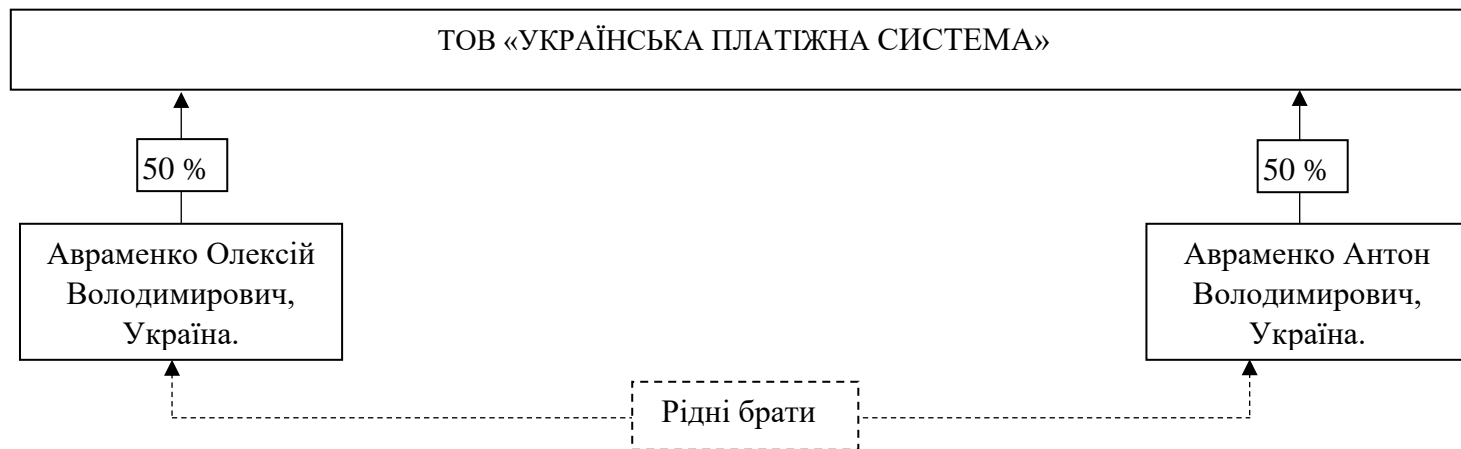 ТОВ «УКРАЇНСЬКА ПЛАТІЖНА СИСТЕМА»
50 %
50 %
Авраменко Олексій
Володимирович,
Україна.
Авраменко Антон
Володимирович,
Україна.
Рідні брати